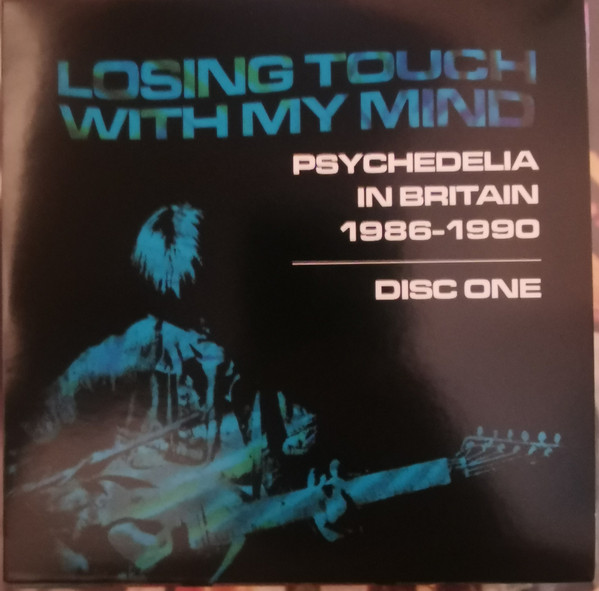 LOSING TOUCH
WITH MY MIND
PSYCHEDELIA
IN BRITAIN
1986-1990
DISC ONE